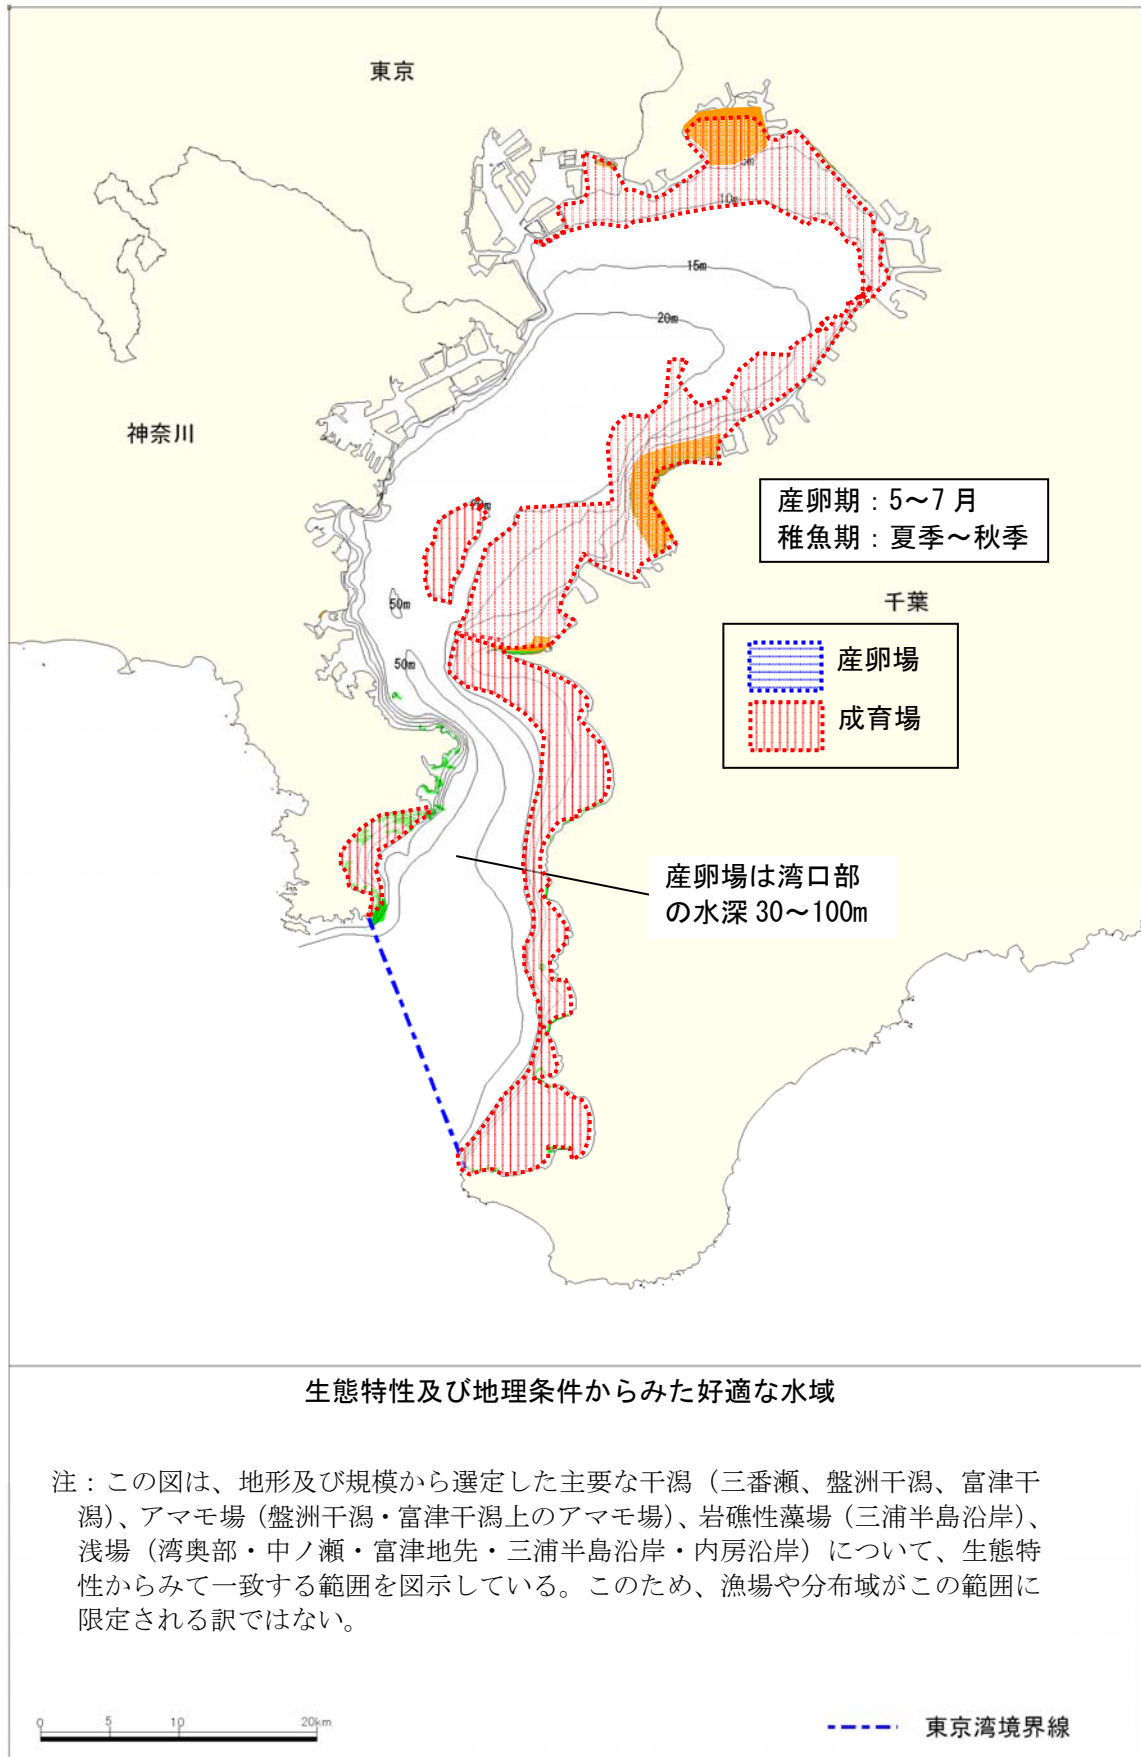 東京
10m
15m
20m
神奈川
産卵期：5～7 月
稚魚期：夏季～秋季
千葉
50m
産卵場
50m
成育場
産卵場は湾口部
の水深 30～100m
生態特性及び地理条件からみた好適な水域
注：この図は、地形及び規模から選定した主要な干潟（三番瀬、盤洲干潟、富津干
潟）、アマモ場（盤洲干潟・富津干潟上のアマモ場）、岩礁性藻場（三浦半島沿岸）、
浅場（湾奥部・中ノ瀬・富津地先・三浦半島沿岸・内房沿岸）について、生態特
性からみて一致する範囲を図示している。このため、漁場や分布域がこの範囲に
限定される訳ではない。
0 5 10 20km
東京湾境界線